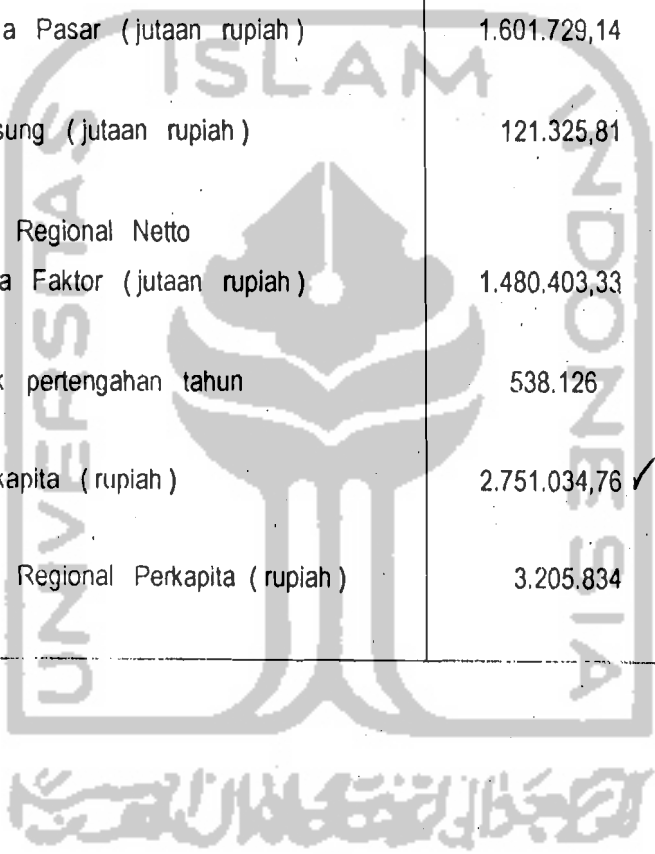 a Pasar (jutaan rupiah) 1.601.729,14
sung (jutaan rupiah) 121.325,81
Regional Netto
a Faktor (jutaan rupiah) 1.480.403,33
k pertengahan tahun 538.126
kapita (rupiah) 2.751.034,76 ✓
Regional Perkapita (rupiah) 3.205.834
UNIVERSITAS
ISLAM
INDONESIA